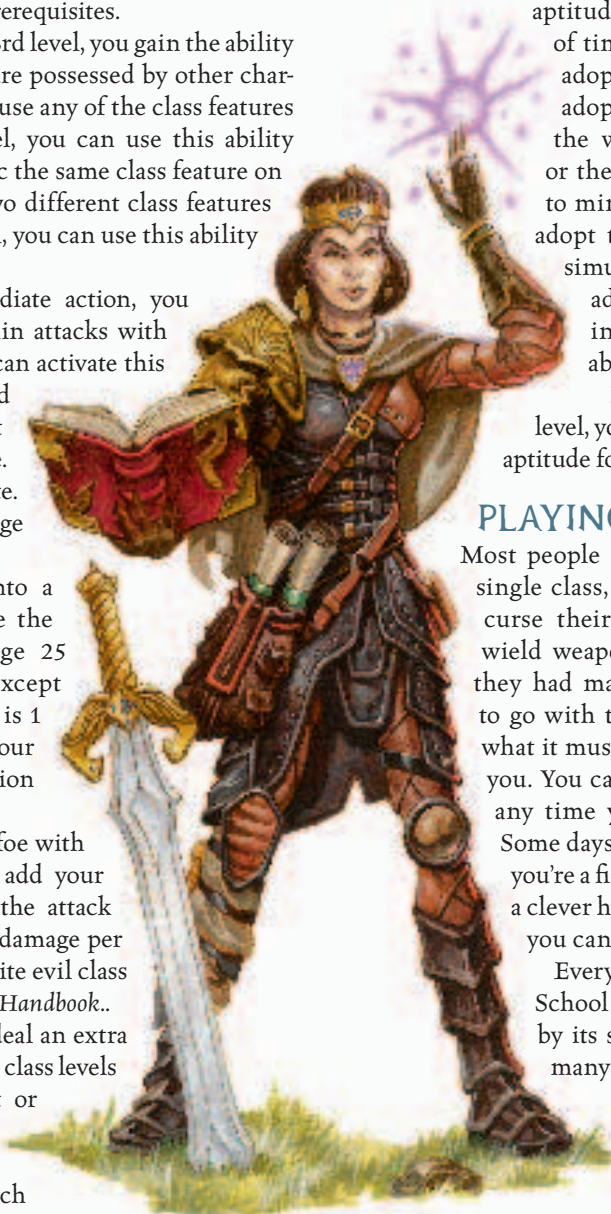 rerequisites.
rd level, you gain the ability
re possessed by other char-
use any of the class features
el, you can use this ability
c the same class feature on
vo different class features
, you can use this ability
diate action, you
in attacks with
can activate this
d
t
e.
te.
ge
nto a
e the
ge 25
xcept
is 1
our
ion
foe with
add your
the attack
damage per
ite evil class
Handbook..
deal an extra
class levels
t or
ch
aptitud
of tin
adop
adop
the w
or the
to mir
adopt t
simu
ad
in
ab
level, yo
aptitude fo
PLAYING
Most people
single class,
curse their
wield weap
they had ma
to go with t
what it mus
you. You ca
any time y
Some days
you're a fi
a clever h
you can
Every
School
by its s
many